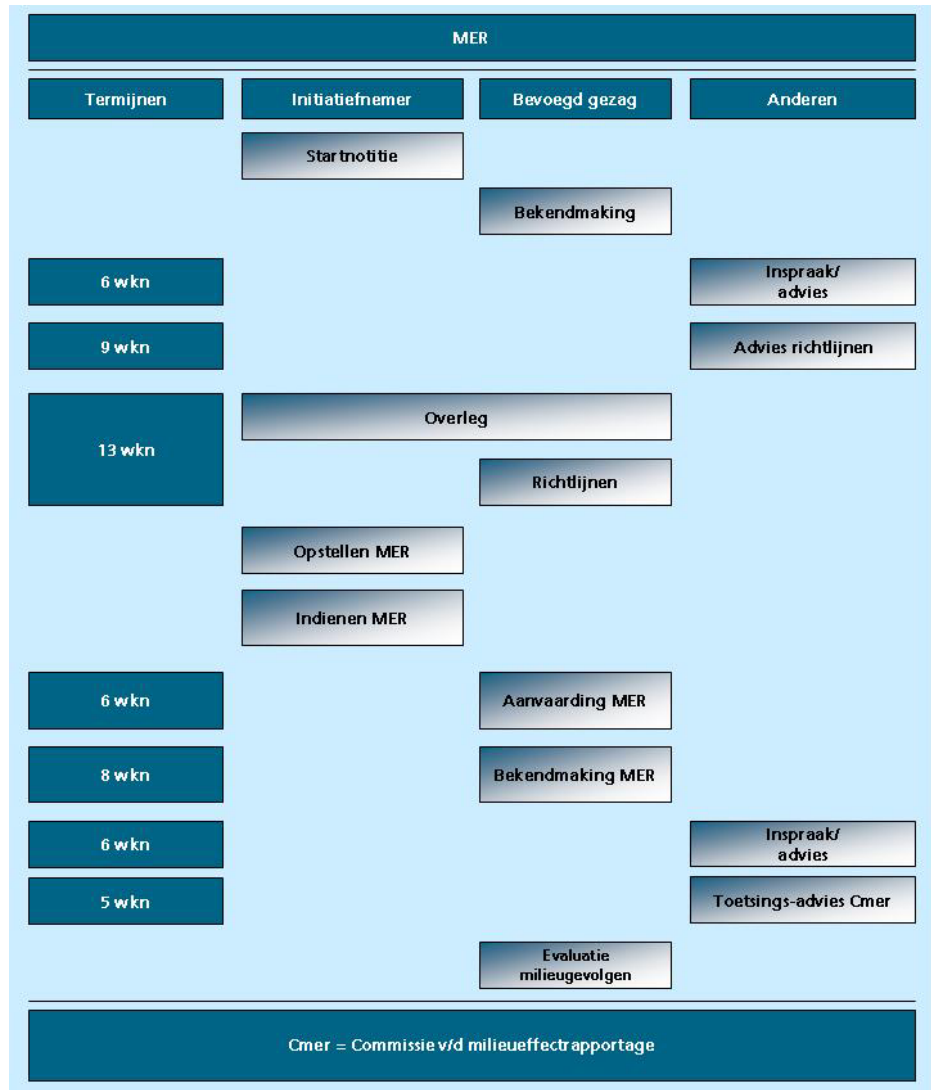 MER
Termijnen Initiatiefnemer Bevoegd gezag Anderen
Startnotitie
Bekendmaking
6 wkn Inspraak/
advies
9 wkn Advies richtlijnen
Overleg
13 wkn
Richtlijnen
Opstellen MER
Indienen MER
6 wkn Aanvaarding MER
8 wkn Bekendmaking MER
6 wkn Inspraak/
advies
5 wkn Toetsings-advies Cmer
Evaluatie
milieugevolgen
Cmer = Commissie v/d milieueffectrapportage